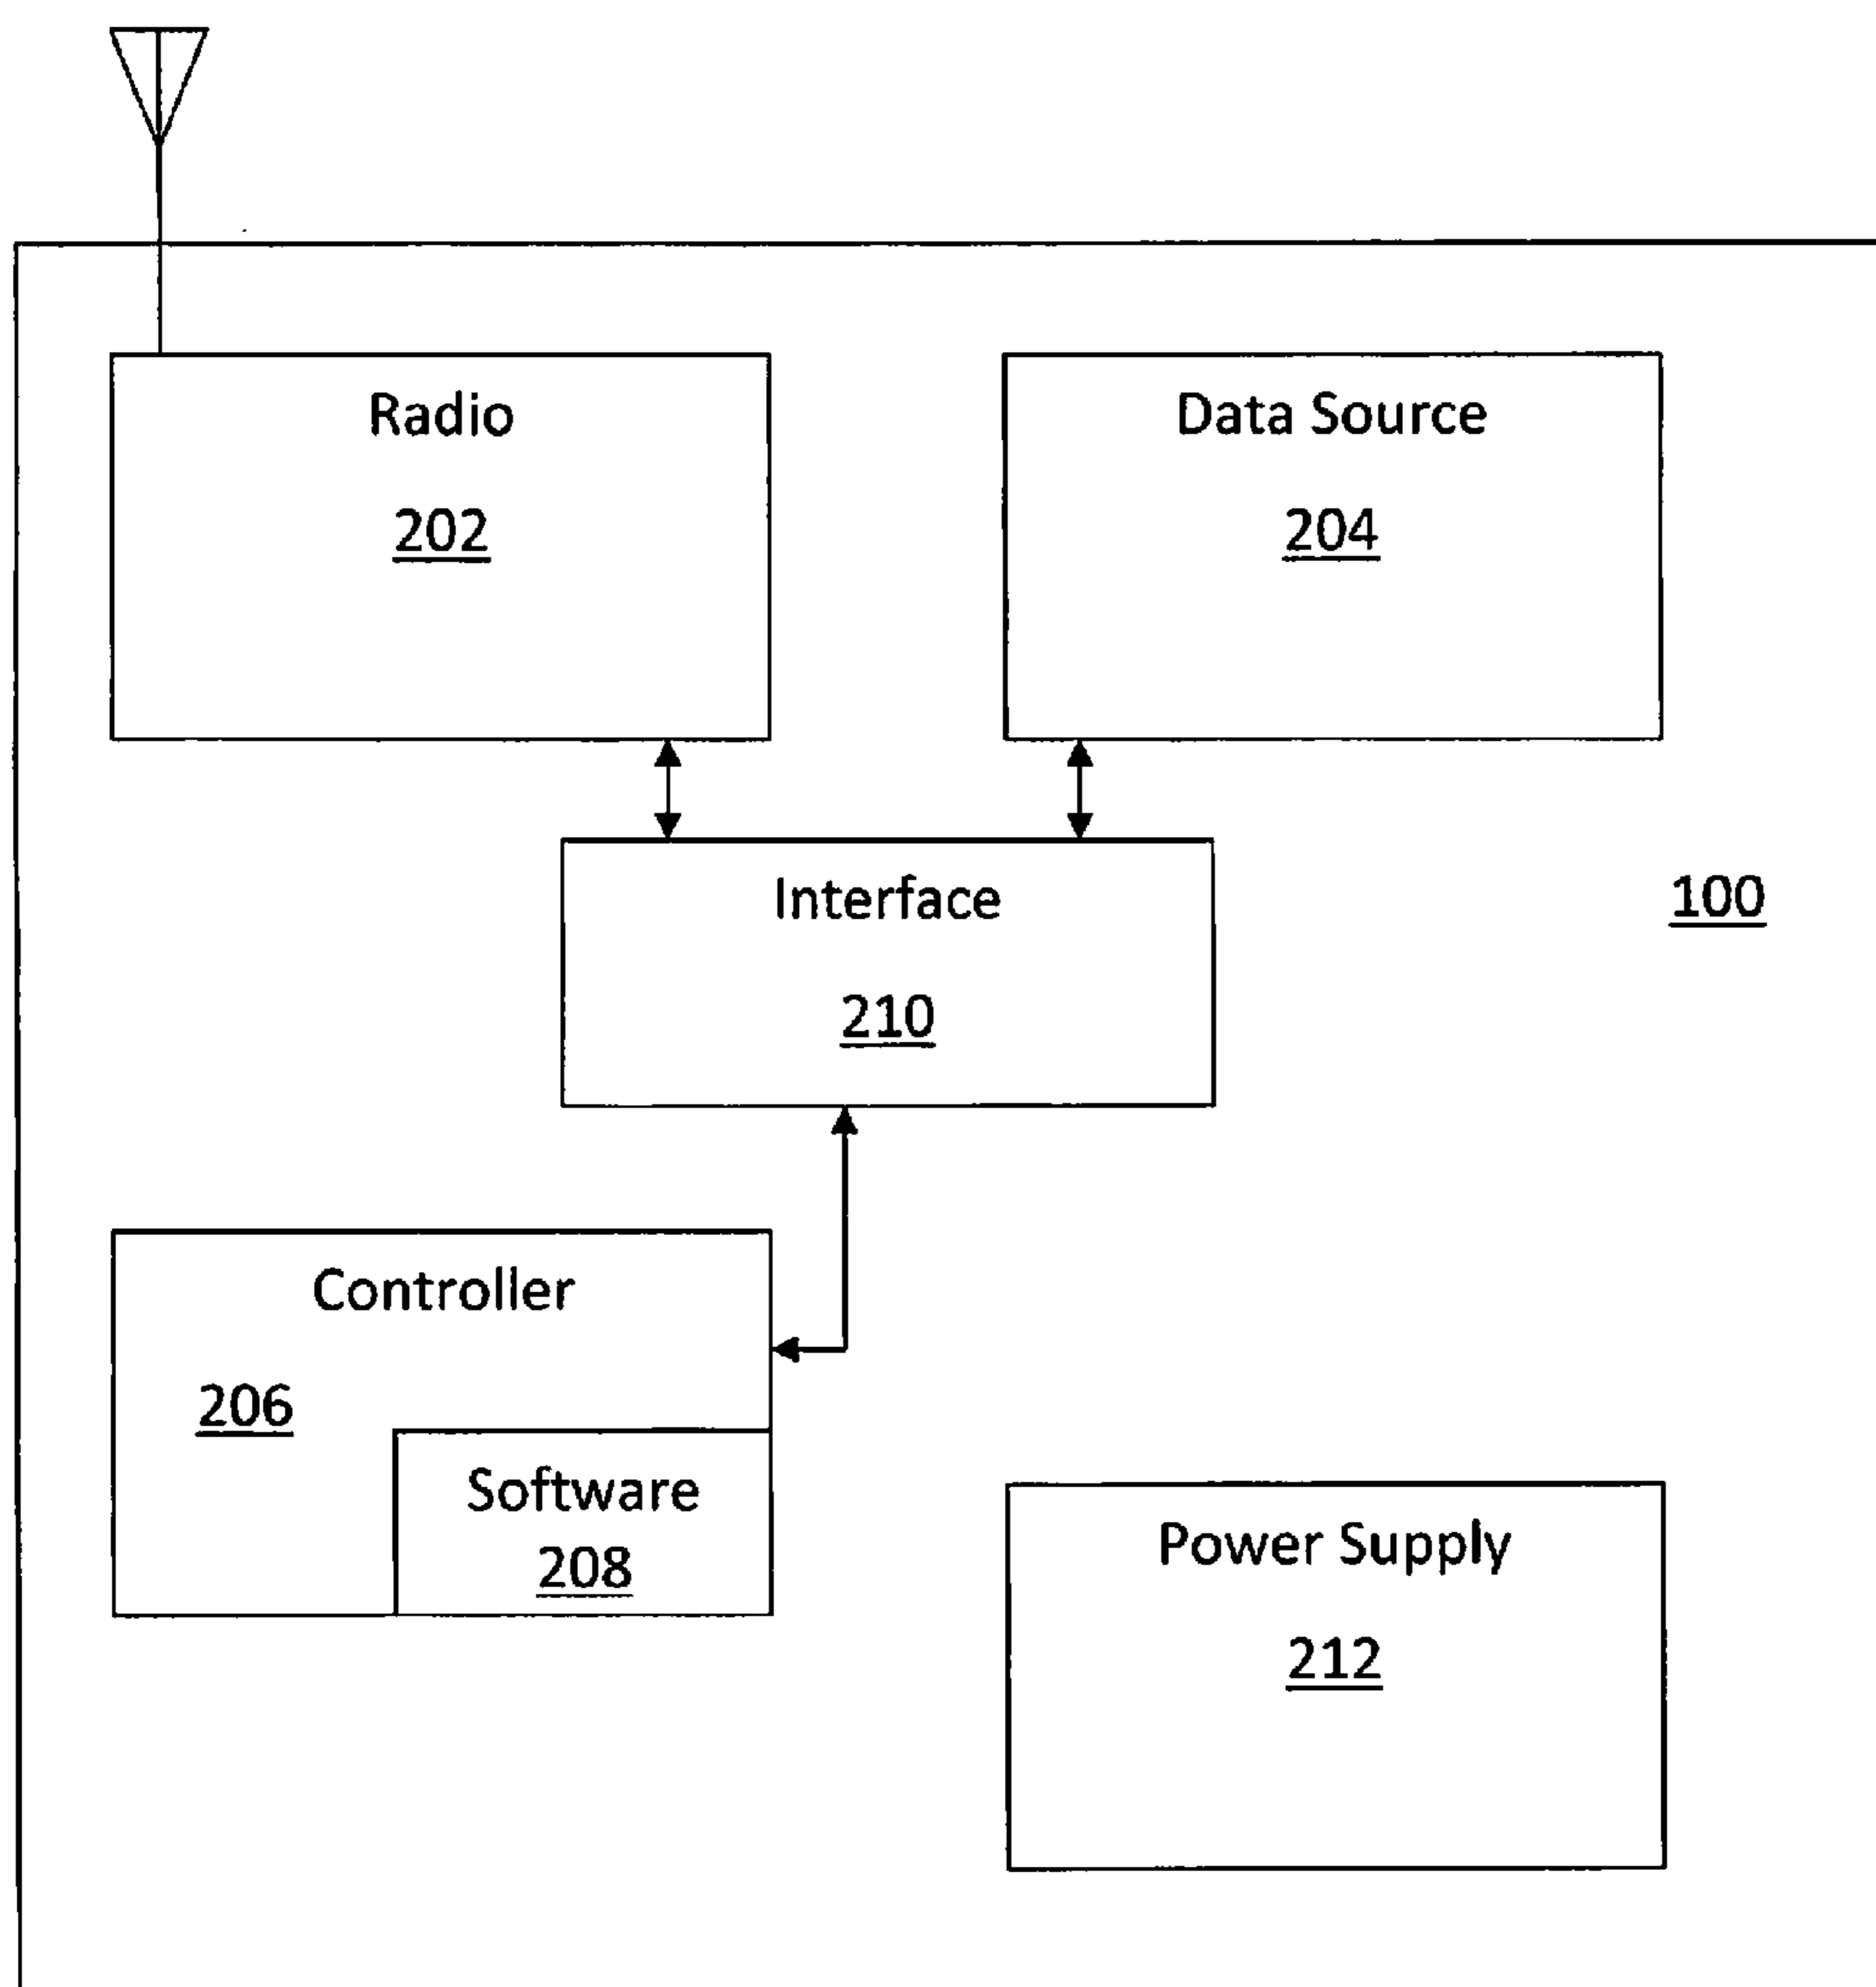 Radio
202
Data Source
204
Interface
210
100
Controller
206
Software
208
Power Supply
212